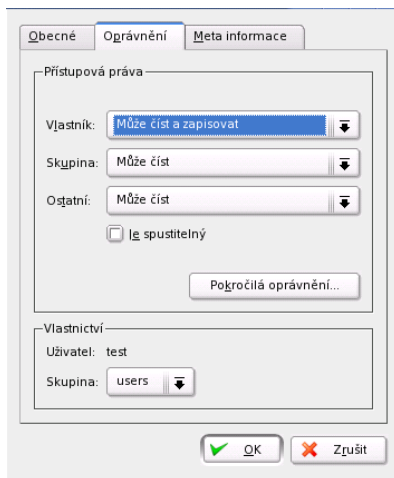 Obecné Oprávnění Meta informace
Přístupová práva
Vlastník: Může číst a zapisovat
Skupina: Může číst
Ostatní: Může číst
Je spustitelný
Pokročilá oprávnění...
Vlastnictví
Uživatel: test
Skupina: users
OK Zrušit